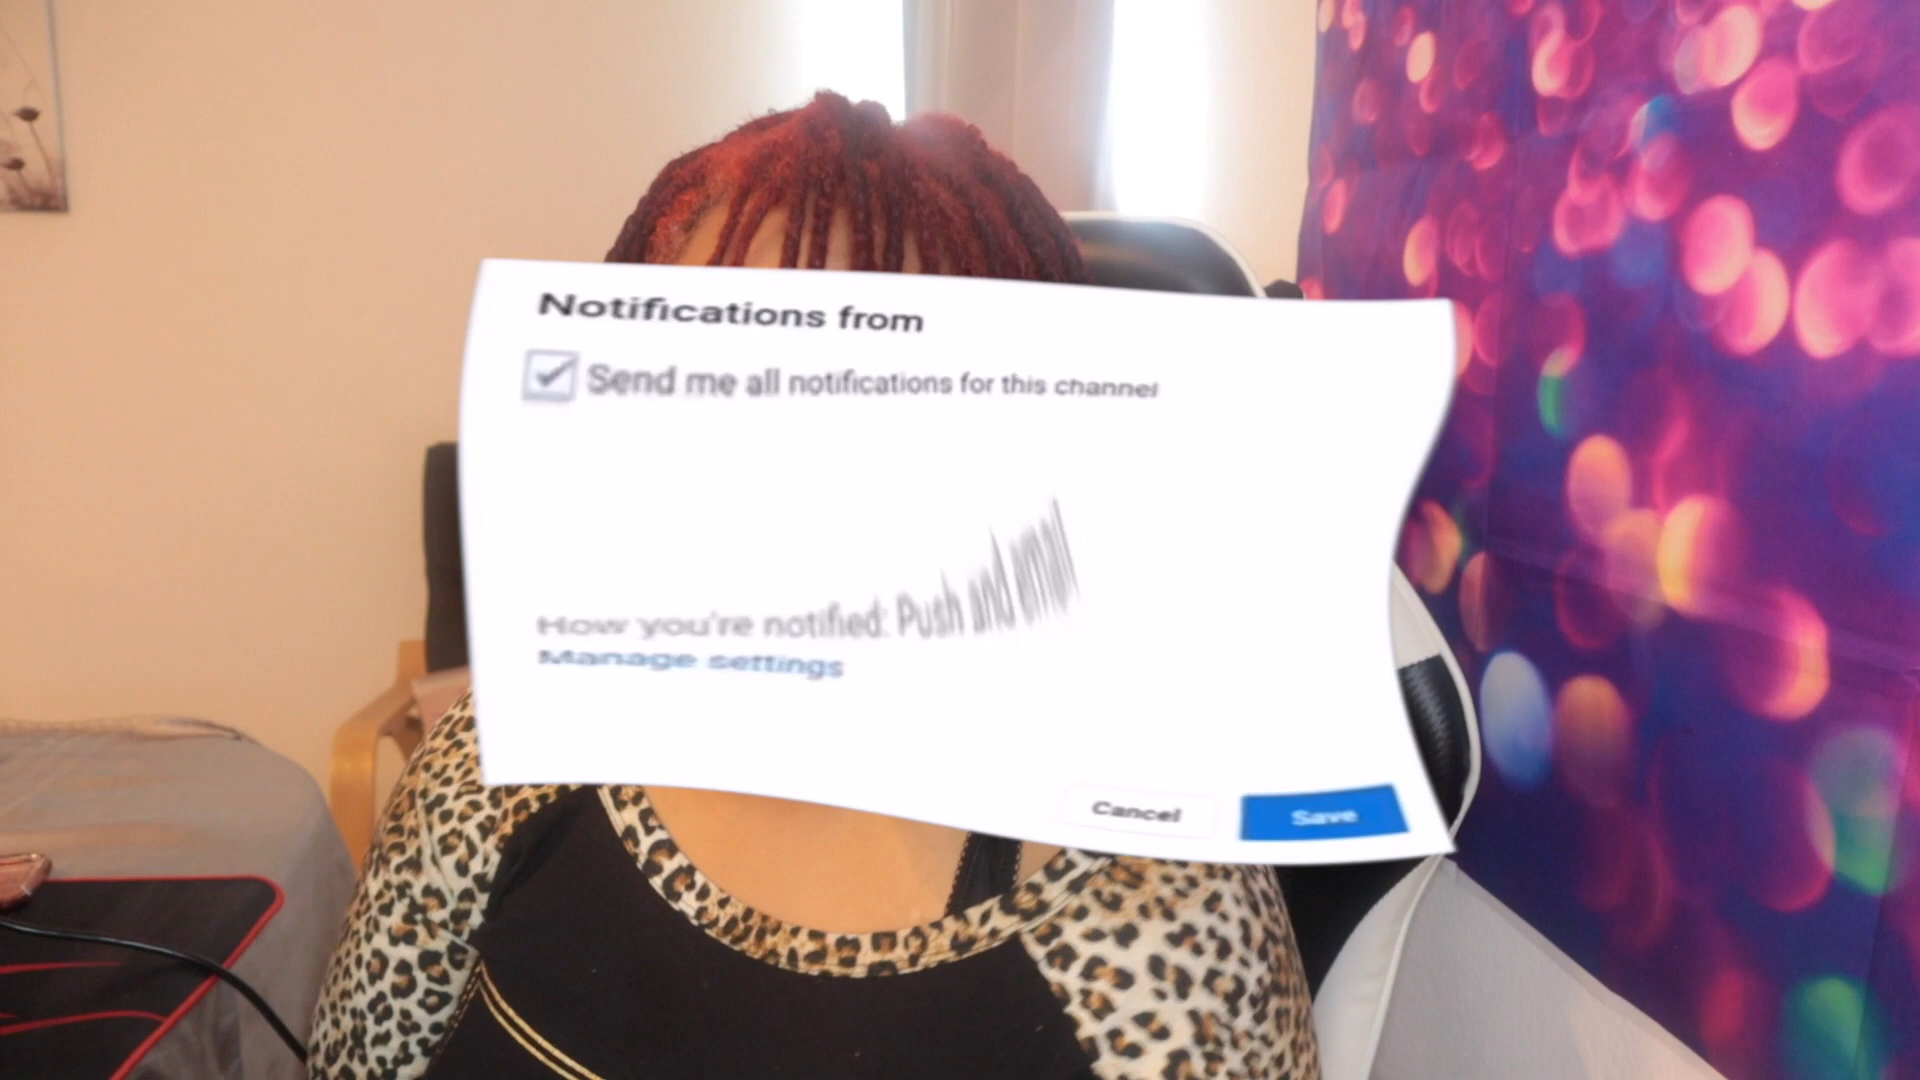 Notifications from
Send me all notifications for this channel
How you're notified: Push and email
Manage settings
Cancel
Save